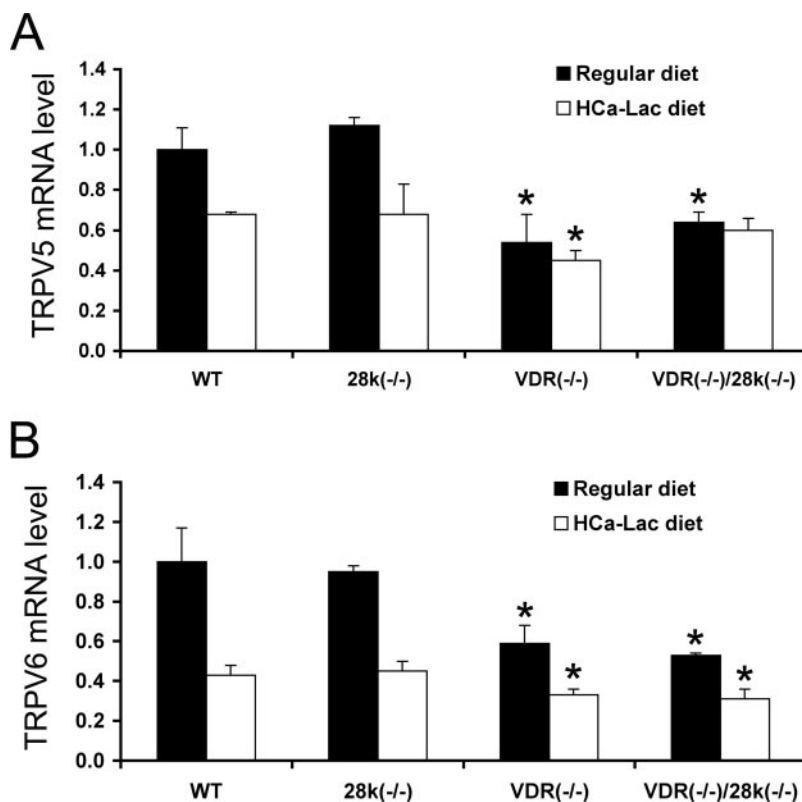 A
TRPV5 mRNA level
1.4
1.2
1.0
0.8
0.6
0.4
0.2
0.0
Regular diet
HCa-Lac diet
* * *
WT 28k(-/-) VDR(-/-) VDR(-/-)/28k(-/-)
B
TRPV6 mRNA level
1.4
1.2
1.0
0.8
0.6
0.4
0.2
0.0
Regular diet
HCa-Lac diet
* * * *
WT 28k(-/-) VDR(-/-) VDR(-/-)/28k(-/-)